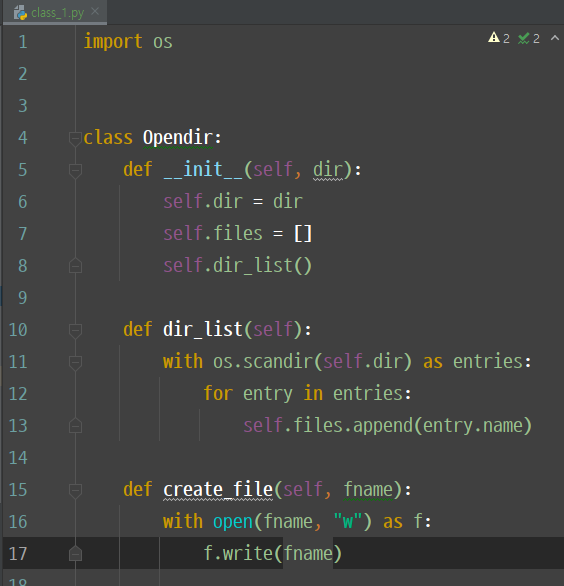 class_1.py
2 2
1 import os
2
3
4 class Opendir:
5 def __init__(self, dir):
6 self.dir = dir
7 self.files = []
8 self.dir_list()
9
10 def dir_list(self):
11 with os.scandir(self.dir) as entries:
12 for entry in entries:
13 self.files.append(entry.name)
14
15 def create_file(self, fname):
16 with open(fname, "w") as f:
17 f.write(fname)
18